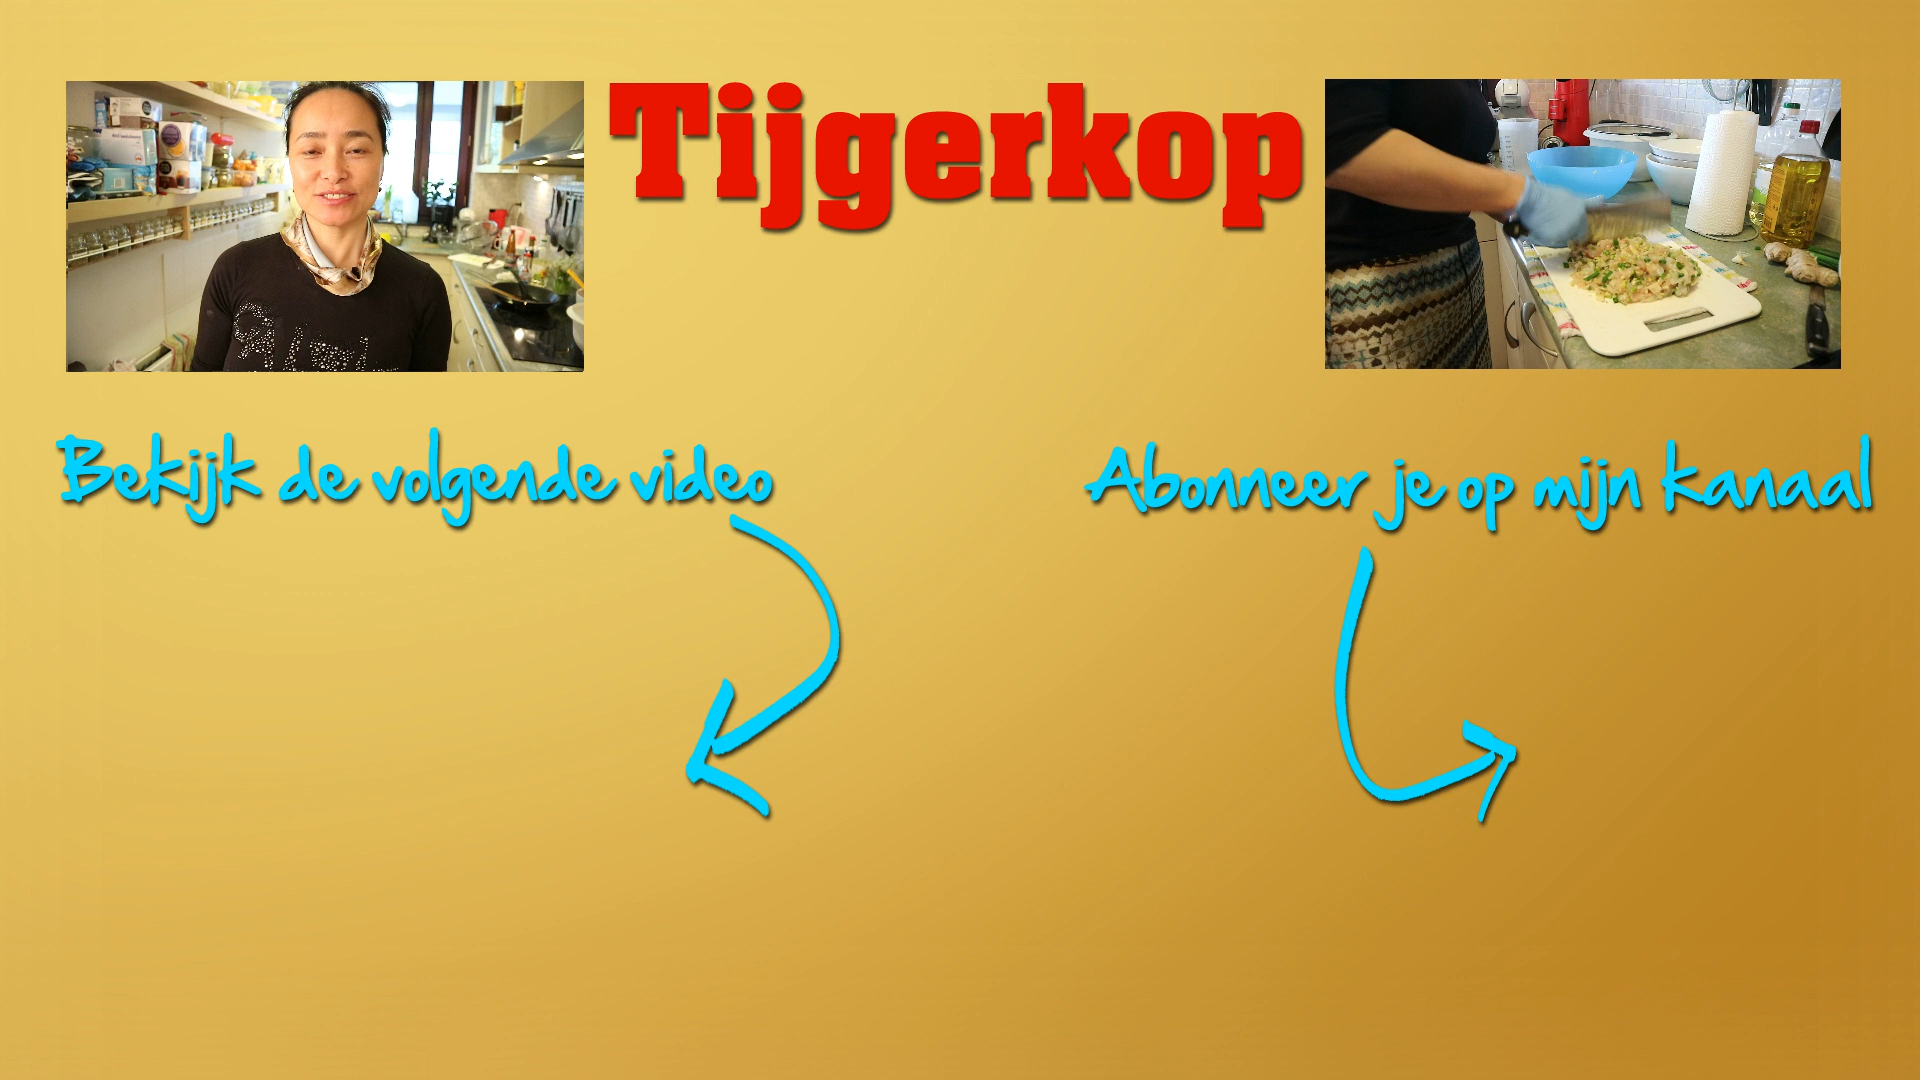 Tijgerkop
Bekijk de volgende video
Abonneer je op mijn kanaal